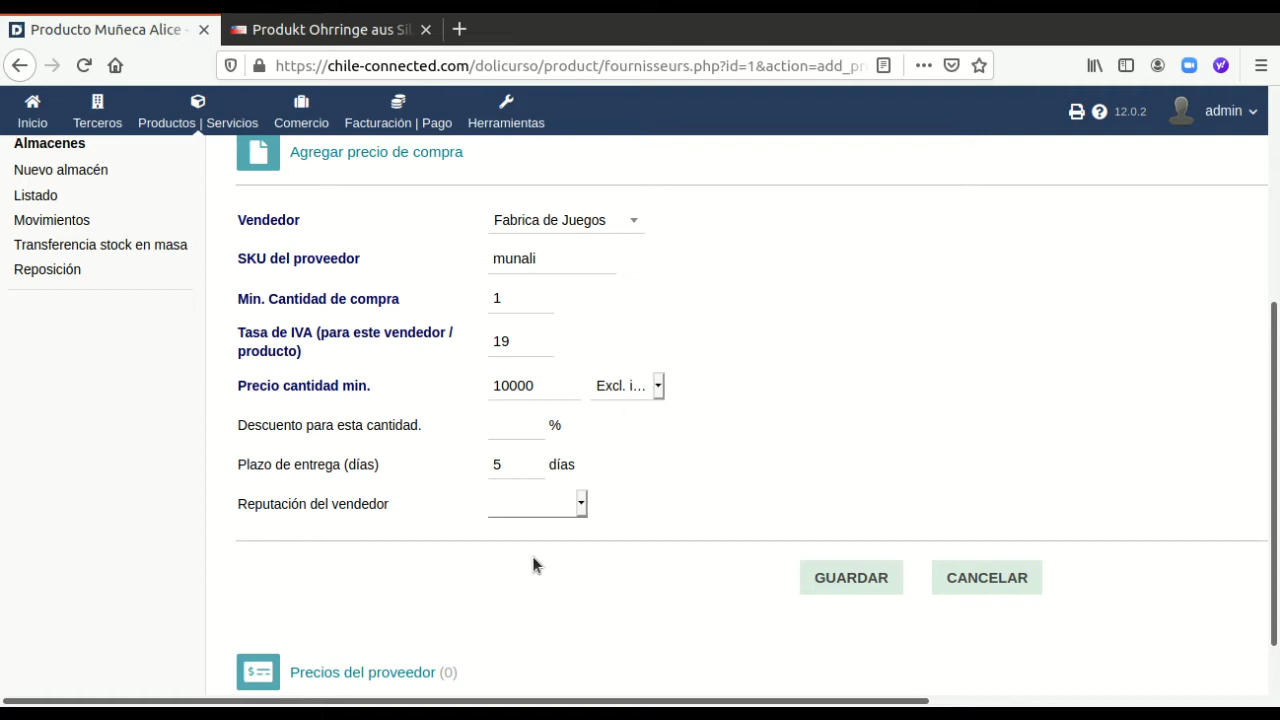 Producto Muñeca Alice -
Produkt Ohrringe aus Sil
https://chile-connected.com/dolicurso/product/fournisseurs.php?id=1&action=add_pr
Inicio
Terceros
Productos | Servicios
Comercio
Facturación | Pago
Herramientas
12.0.2
admin
Almacenes
Nuevo almacén
Listado
Movimientos
Transferencia stock en masa
Reposición
Agregar precio de compra
Vendedor Fabrica de Juegos
SKU del proveedor munali
Min. Cantidad de compra 1
Tasa de IVA (para este vendedor /
producto) 19
Precio cantidad min. 10000 Excl. i...
Descuento para esta cantidad. %
Plazo de entrega (días) 5 días
Reputación del vendedor
GUARDAR CANCELAR
Precios del proveedor (0)